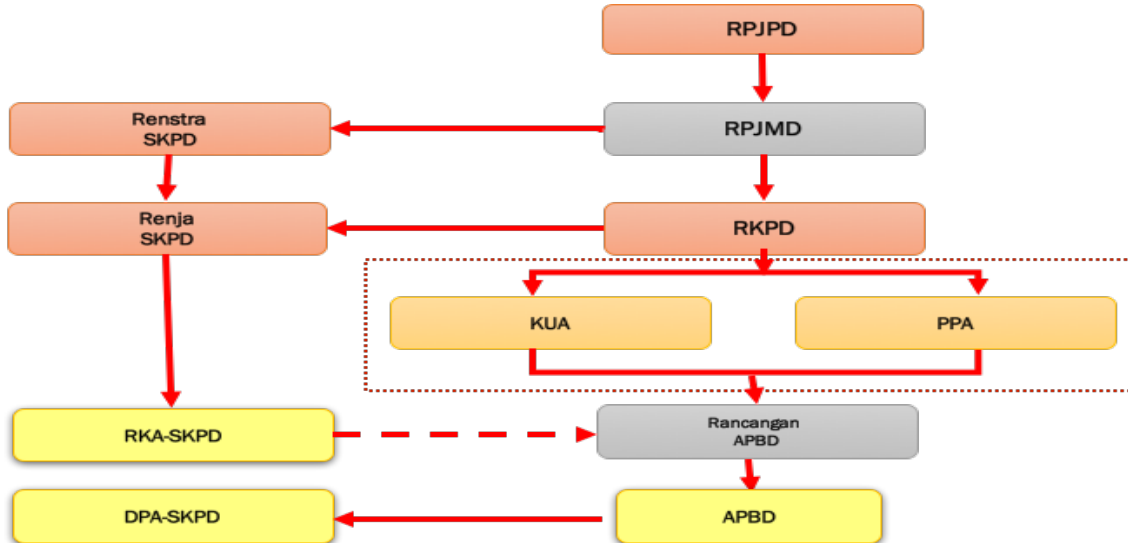 RPJPD
Renstra
SKPD
RPJMD
Renja
SKPD
RKPD
KUA
PPA
RKA-SKPD
Rancangan
APBD
DPA-SKPD
APBD